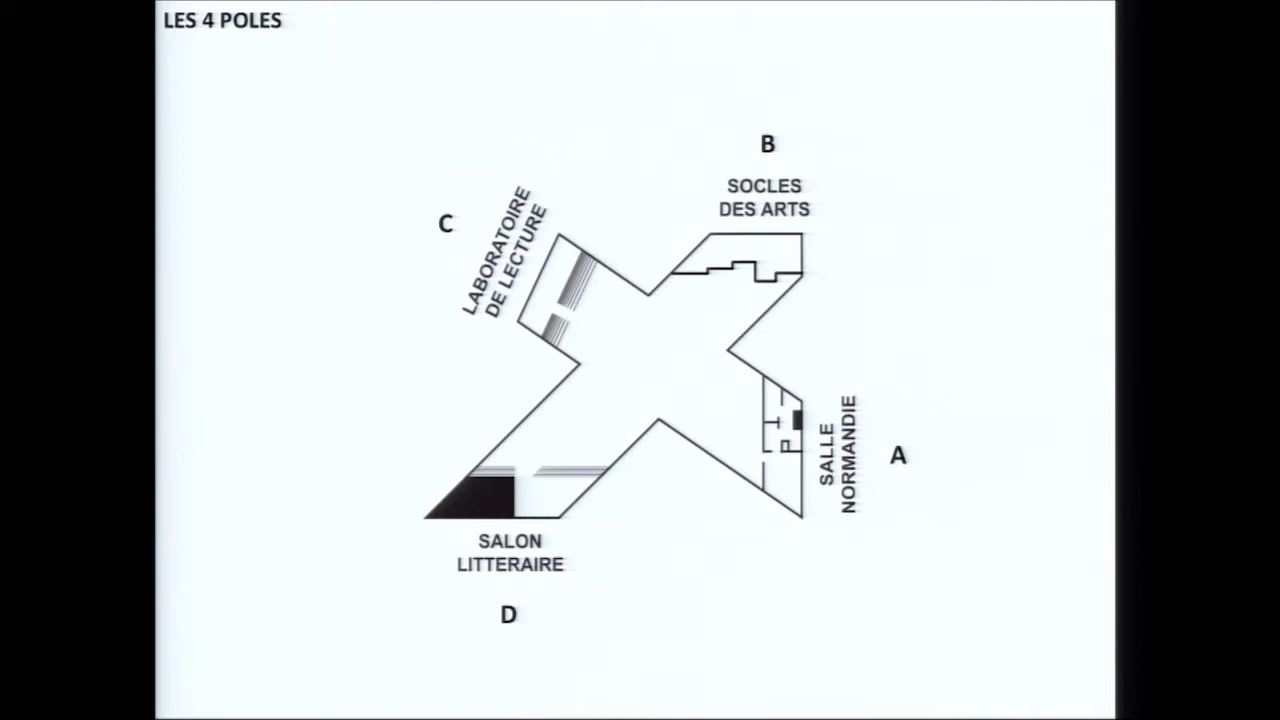 LES 4 POLES
B
SOCLES
DES ARTS
C
LABORATOIRE
DE LECTURE
SALLE
NORMANDIE
A
SALON
LITTERAIRE
D